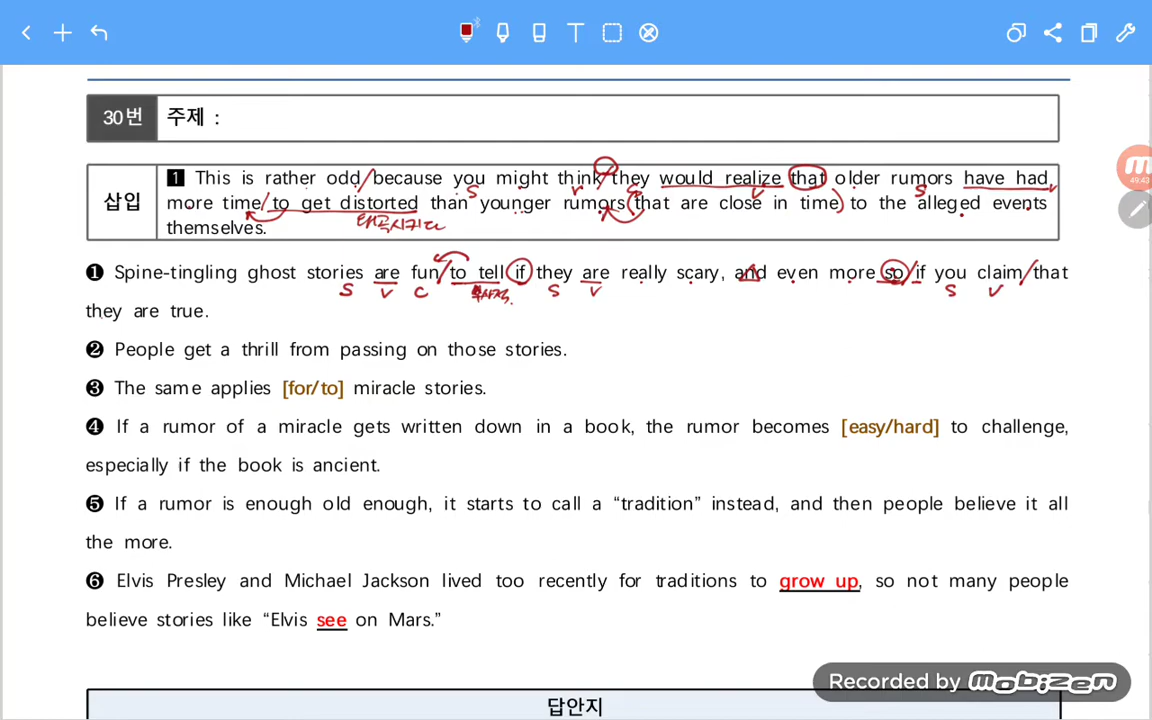 30번 주제 :
삽입
1 This is rather odd, because you might think they would realize that older rumors have had
more time to get distorted than younger rumors that are close in time to the alleged events
왜곡시키다
themselves.
❶ Spine-tingling ghost stories are fun to tell if they are really scary, and even more so if you claim that
S V C S V S V
they are true.
❷ People get a thrill from passing on those stories.
❸ The same applies [for/to] miracle stories.
❹ If a rumor of a miracle gets written down in a book, the rumor becomes [easy/hard] to challenge,
especially if the book is ancient.
❺ If a rumor is enough old enough, it starts to call a “tradition” instead, and then people believe it all
the more.
❻ Elvis Presley and Michael Jackson lived too recently for traditions to grow up, so not many people
believe stories like “Elvis see on Mars.”
Recorded by mobizen
답안지